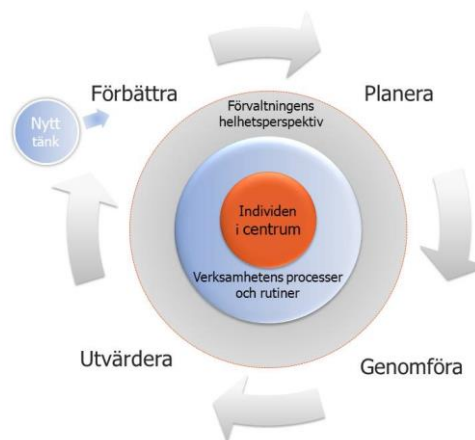 Förbättra
Planera
Nytt
tänk
Förvaltningens
helhetsperspektiv
Individen
i centrum
Verksamhetens processer
och rutiner
Utvärdera
Genomföra